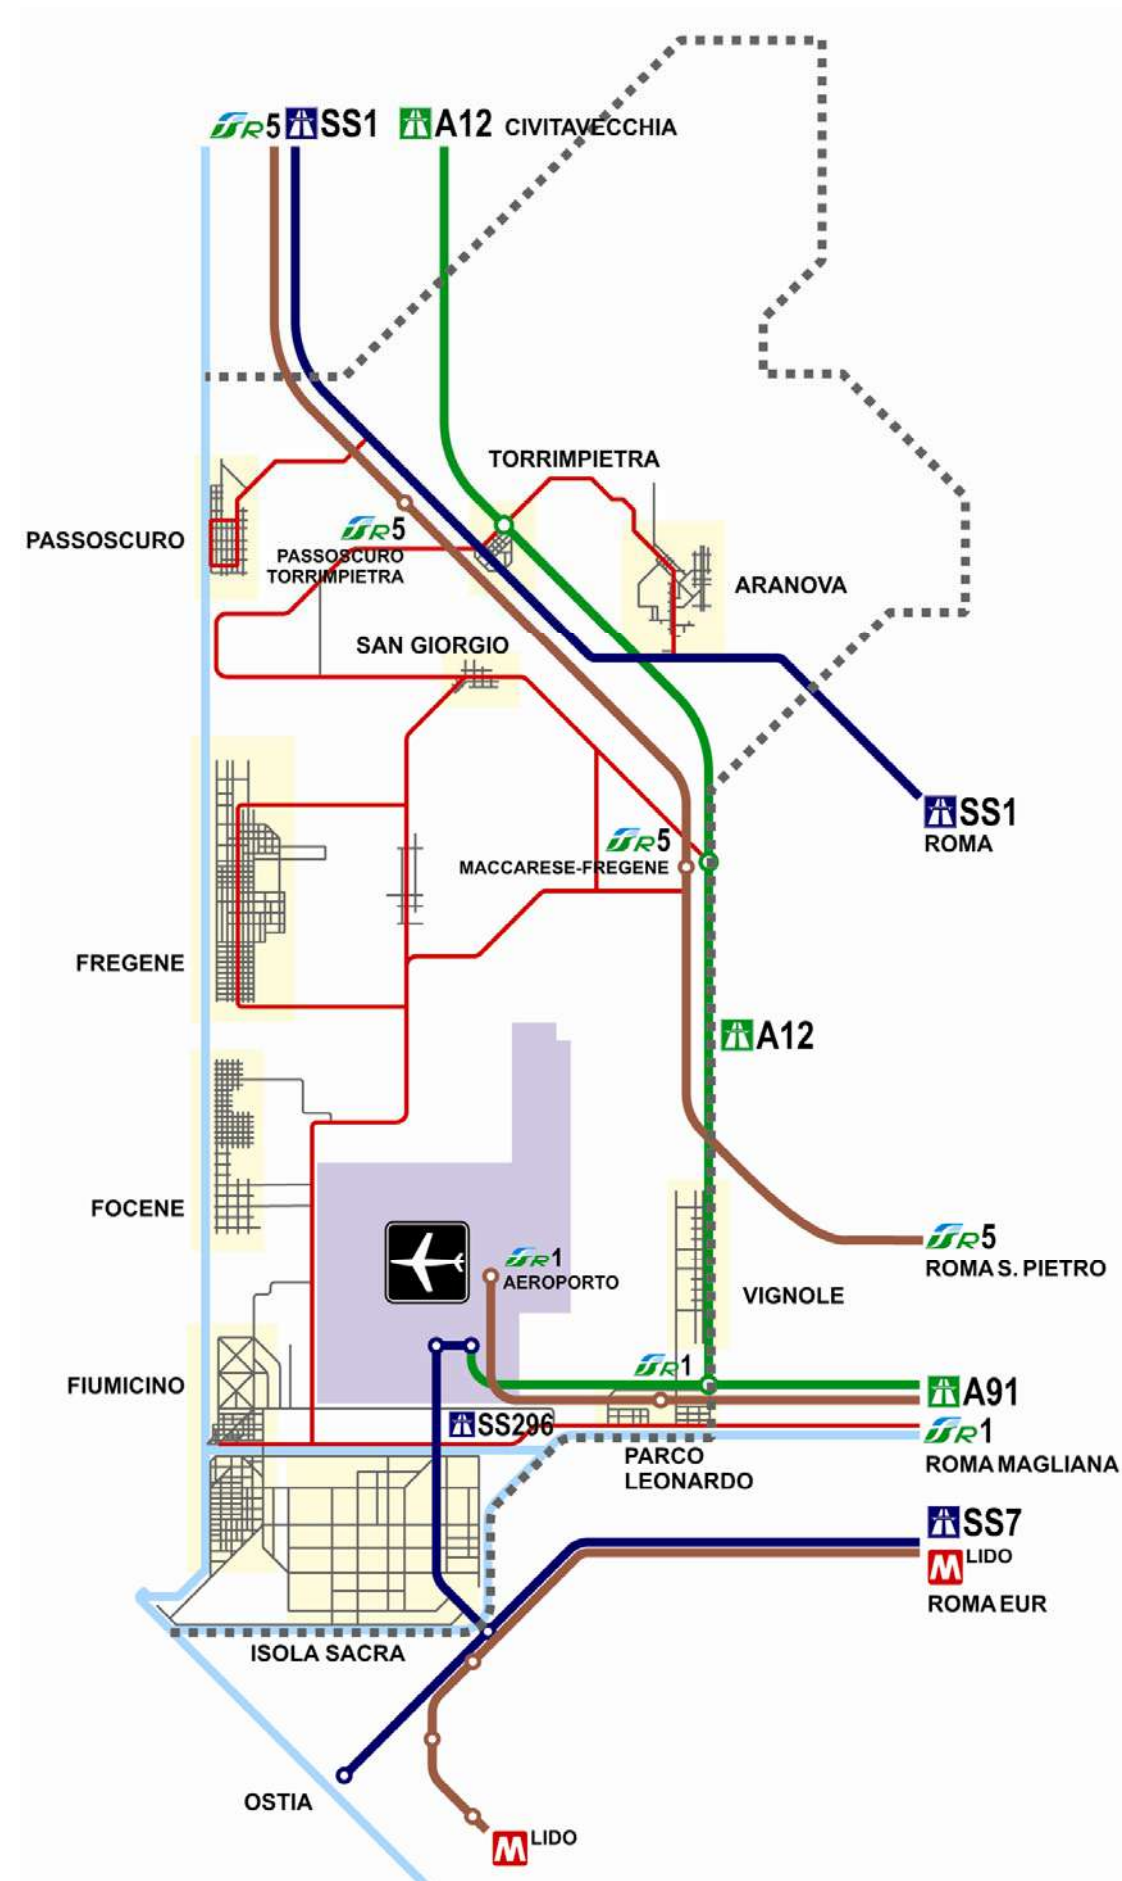 FR5 SS1 A12 CIVITAVECCHIA
TORRIMPIETRA
PASSOSCURO
FR5
PASSOSCURO
TORRIMPIETRA
ARANOVA
SAN GIORGIO
SS1
ROMA
FR5
MACCARESE-FREGENE
FREGENE
A12
FOCENE
FR5
ROMA S. PIETRO
FR1
AEROPORTO
VIGNOLE
FIUMICINO
FR1
A91
SS296
FR1
ROMA MAGLIANA
PARCO
LEONARDO
SS7
M LIDO
ROMA EUR
ISOLA SACRA
OSTIA
M LIDO